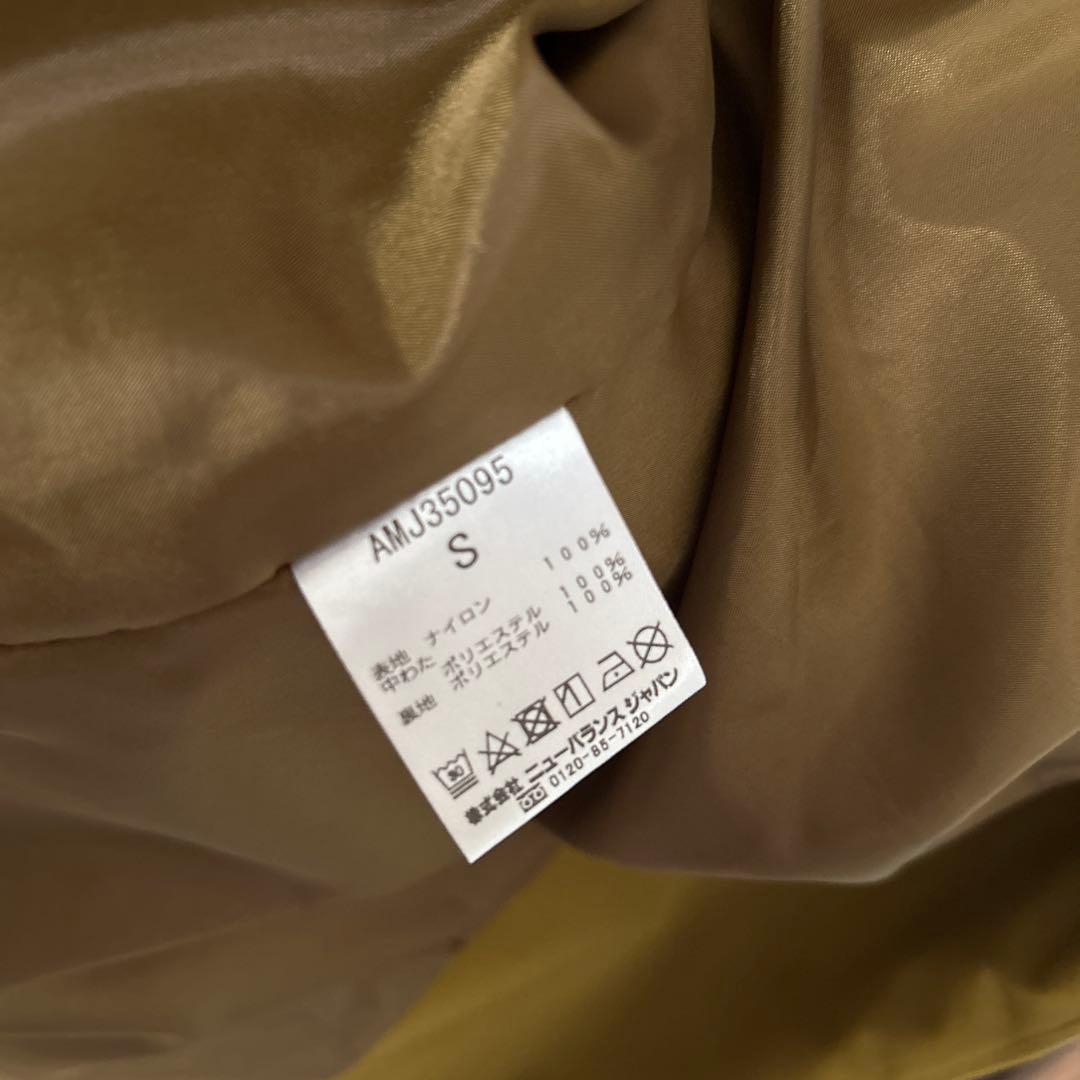 AMJ35095
S
表地 ナイロン 100%
中わた ポリエステル 100%
裏地 ポリエステル 100%
30
株式会社 ニューバランス ジャパン
0120-85-7120